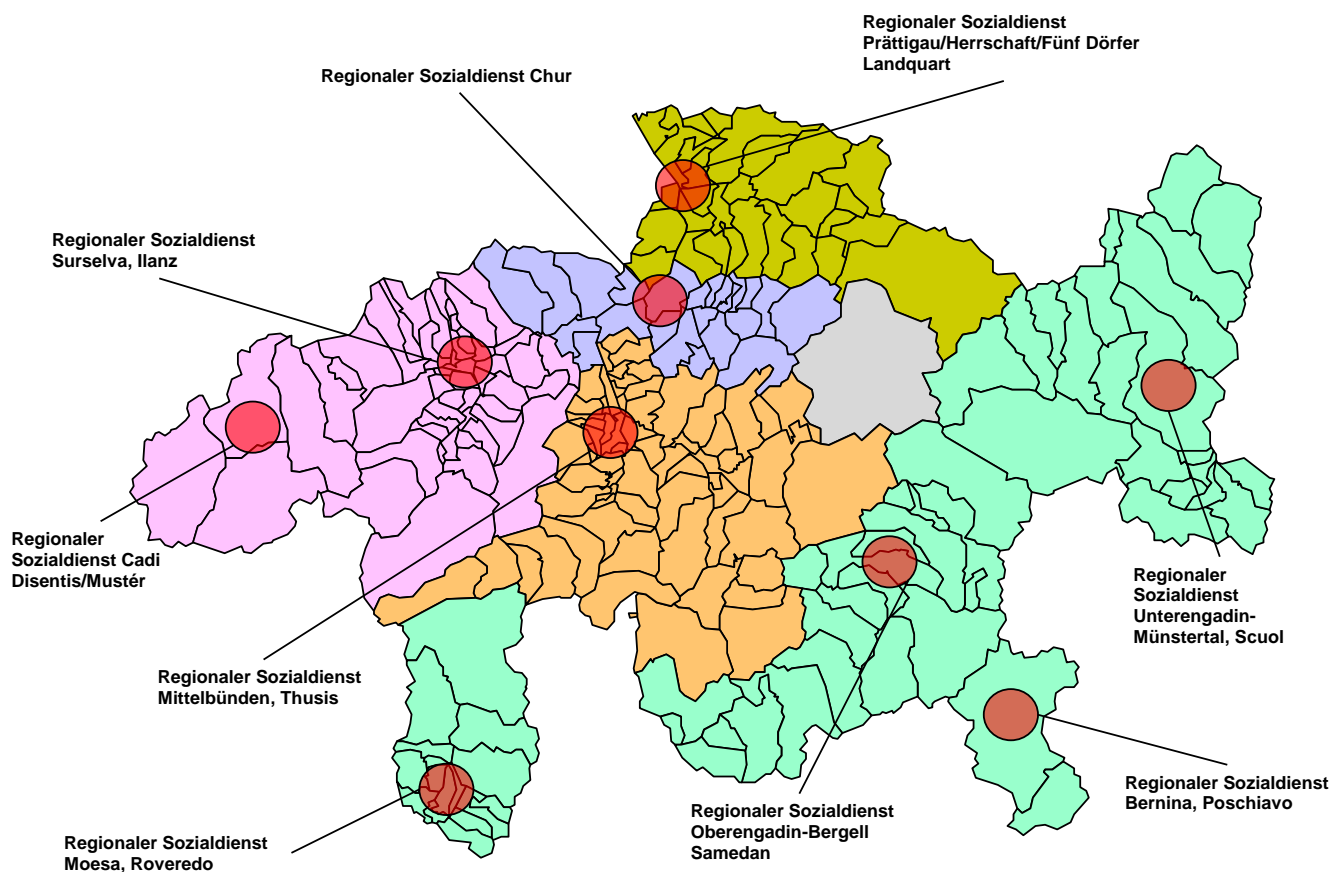 Regionaler Sozialdienst
Prättigau/Herrschaft/Fünf Dörfer
Landquart
Regionaler Sozialdienst Chur
Regionaler Sozialdienst
Surselva, Ilanz
Regionaler
Sozialdienst Cadi
Disentis/Mustér
Regionaler
Sozialdienst
Unterengadin-
Münstertal, Scuol
Regionaler Sozialdienst
Mittelbünden, Thusis
Regionaler Sozialdienst
Bernina, Poschiavo
Regionaler Sozialdienst
Oberengadin-Bergell
Samedan
Regionaler Sozialdienst
Moesa, Roveredo